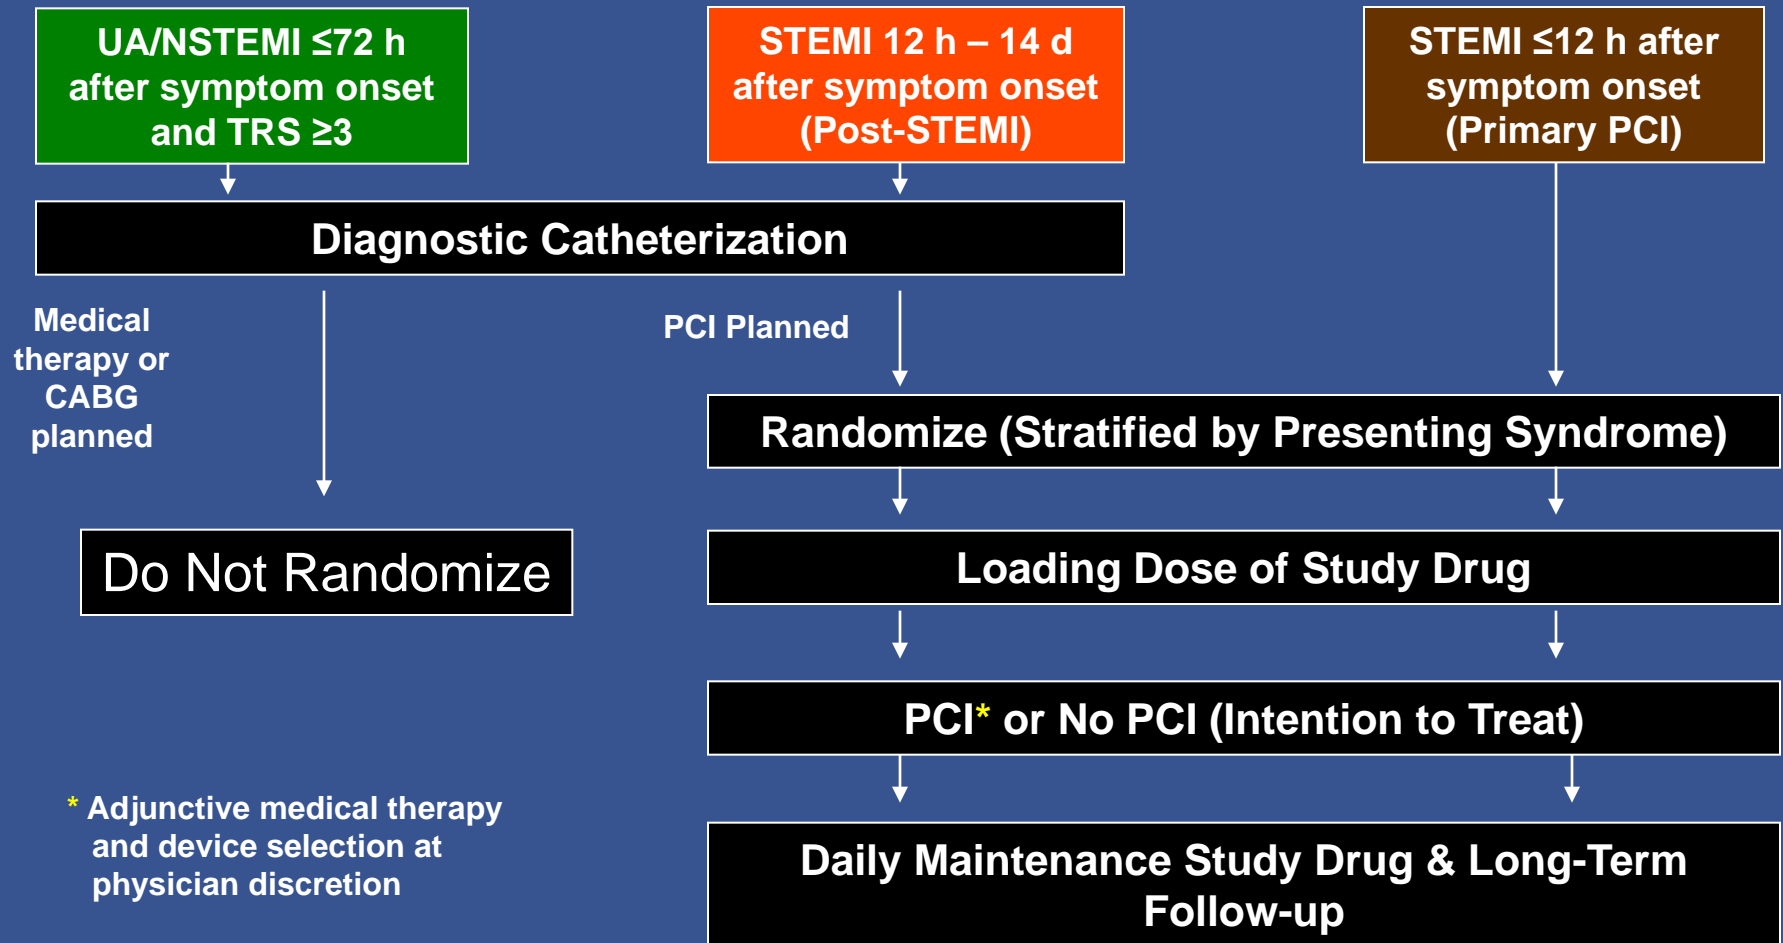 UA/NSTEMI ≤72 h
after symptom onset
and TRS ≥3
STEMI 12 h – 14 d
after symptom onset
(Post-STEMI)
STEMI ≤12 h after
symptom onset
(Primary PCI)
Diagnostic Catheterization
Medical
therapy or
CABG
planned
PCI Planned
Randomize (Stratified by Presenting Syndrome)
Do Not Randomize
Loading Dose of Study Drug
PCI* or No PCI (Intention to Treat)
* Adjunctive medical therapy
and device selection at
physician discretion
Daily Maintenance Study Drug & Long-Term
Follow-up